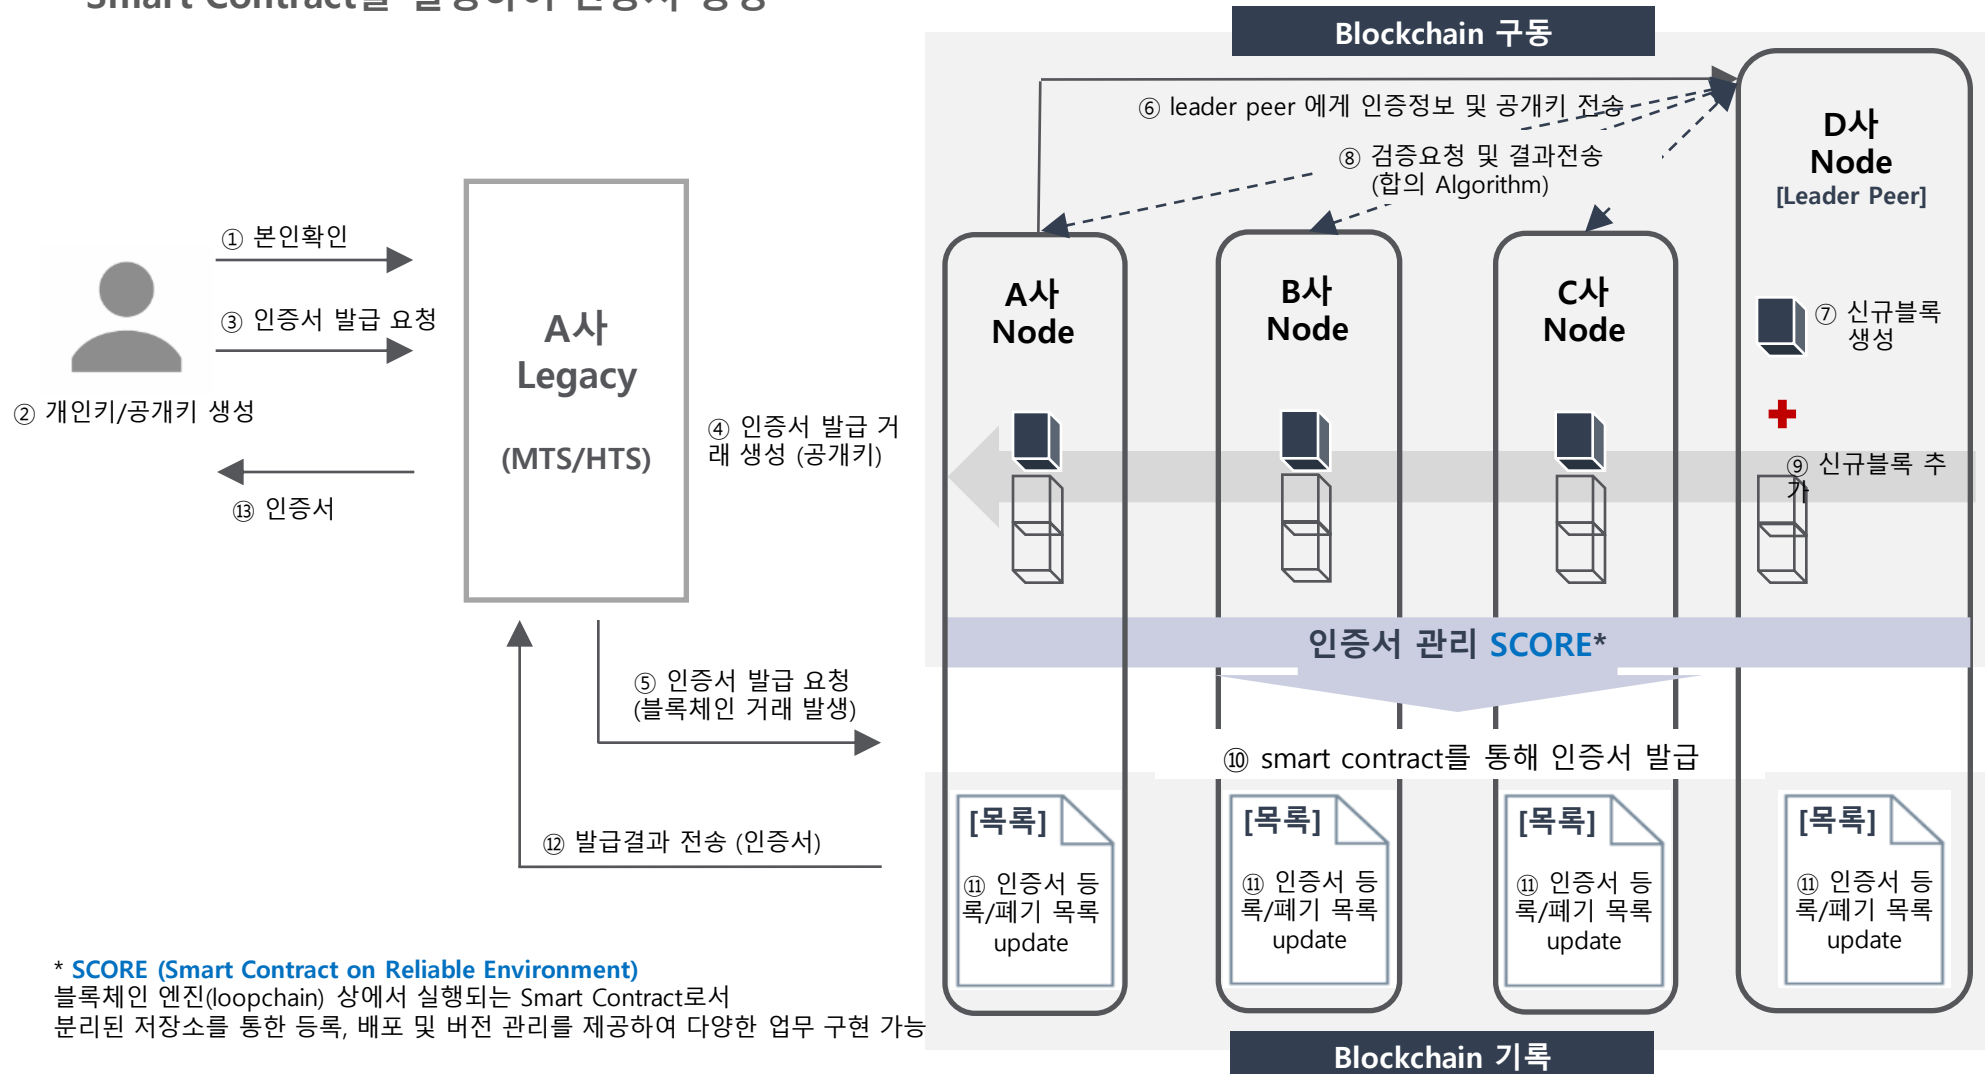 Blockchain 구동
⑥ leader peer 에게 인증정보 및 공개키 전송
⑧ 검증요청 및 결과전송
(합의 Algorithm)
D사
Node
[Leader Peer]
① 본인확인
③ 인증서 발급 요청
② 개인키/공개키 생성
⑬ 인증서
A사
Legacy
(MTS/HTS)
④ 인증서 발급 거
래 생성 (공개키)
A사
Node
B사
Node
C사
Node
⑦ 신규블록
생성
⑨ 신규블록 추
가
인증서 관리 SCORE*
⑤ 인증서 발급 요청
(블록체인 거래 발생)
⑩ smart contract를 통해 인증서 발급
⑫ 발급결과 전송 (인증서)
[목록]
⑪ 인증서 등
록/폐기 목록
update
[목록]
⑪ 인증서 등
록/폐기 목록
update
[목록]
⑪ 인증서 등
록/폐기 목록
update
[목록]
⑪ 인증서 등
록/폐기 목록
update
* SCORE (Smart Contract on Reliable Environment)
블록체인 엔진(loopchain) 상에서 실행되는 Smart Contract로서
분리된 저장소를 통한 등록, 배포 및 버전 관리를 제공하여 다양한 업무 구현 가능
Blockchain 기록